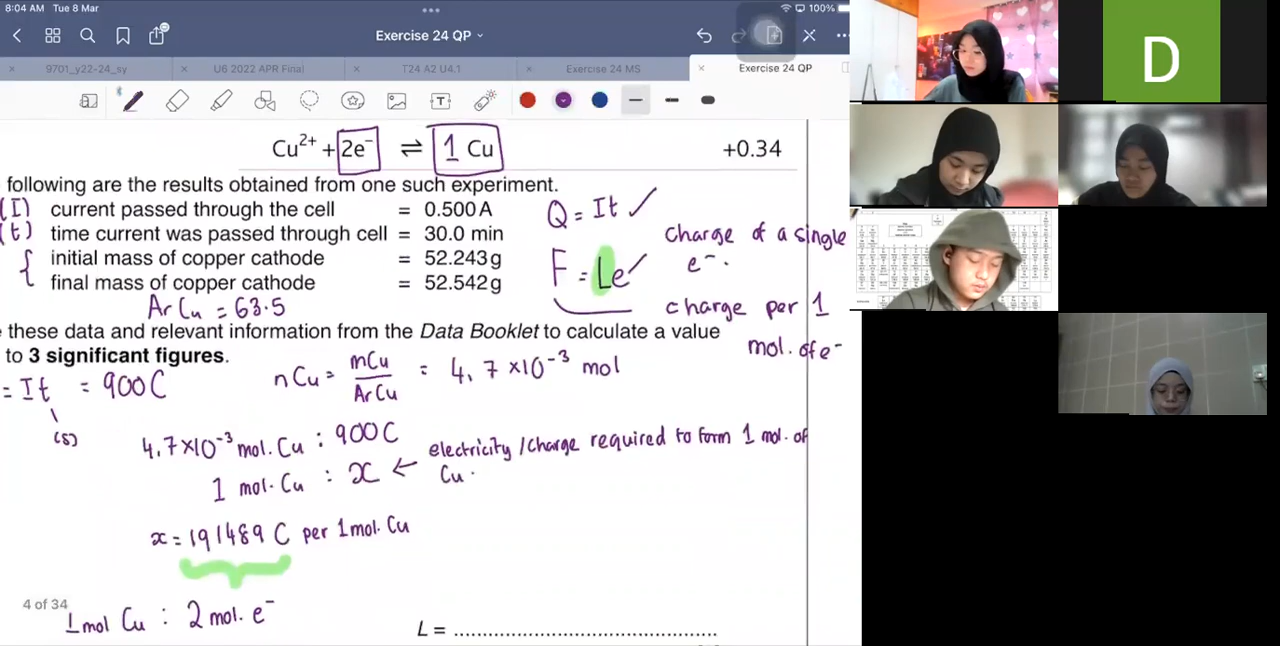 8:04 AM Tue 8 Mar
100%
Exercise 24 QP
9701_y22-24_sy
U6 2022 APR Final
T24 A2 U4.1
Exercise 24 MS
Exercise 24 QP
Cu²⁺ + 2e⁻ ⇌ 1 Cu +0.34
following are the results obtained from one such experiment.
(I) current passed through the cell = 0.500 A
(t) time current was passed through cell = 30.0 min
initial mass of copper cathode = 52.243 g
final mass of copper cathode = 52.542 g
Ar Cu = 63.5
Q = It
F = Le
charge of a single
e⁻.
charge per 1
mol. of e⁻
these data and relevant information from the Data Booklet to calculate a value
to 3 significant figures.
= It = 900C
(s)
nCu = mCu / Ar Cu = 4.7 × 10⁻³ mol
4.7×10⁻³ mol. Cu : 900C
1 mol. Cu : x ← electricity / charge required to form 1 mol. of
Cu.
x = 191489 C per 1 mol. Cu
4 of 34
1 mol Cu : 2 mol. e⁻
L = ..........................................
D